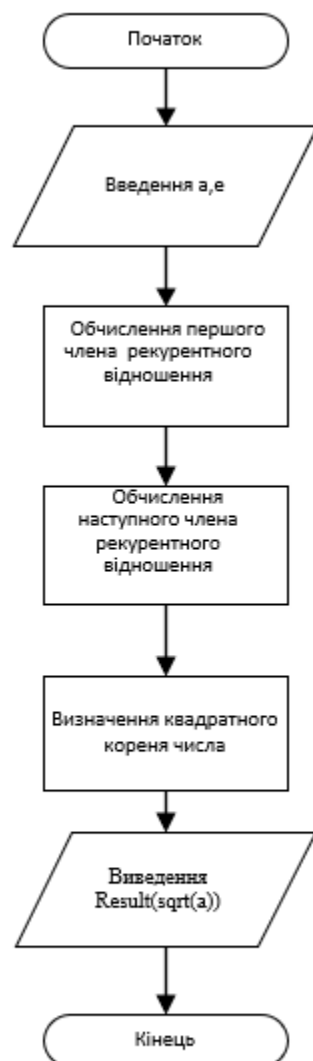 Початок
Введення а,е
Обчислення першого
члена рекурентного
відношення
Обчислення
наступного члена
рекурентного
відношення
Визначення квадратного
кореня числа
Виведення
Result(sqrt(a))
Кінець